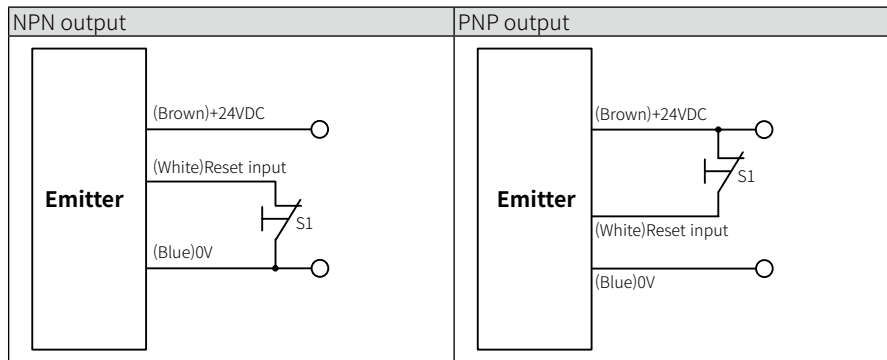 NPN output
PNP output
(Brown)+24VDC
(White)Reset input
Emitter
S1
(Blue)0V
(Brown)+24VDC
S1
Emitter
(White)Reset input
(Blue)0V